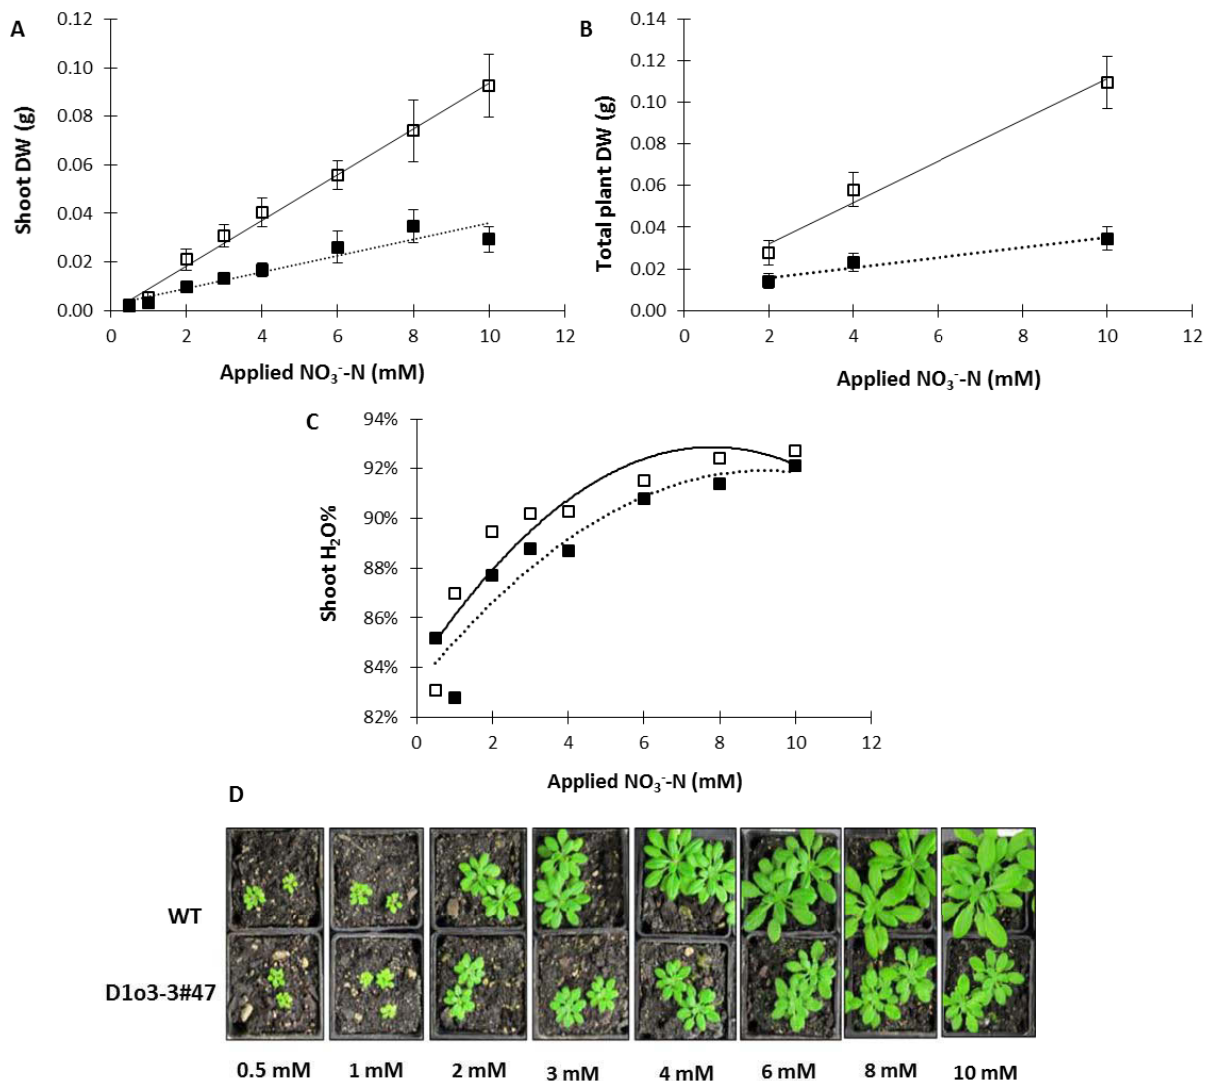 A
Shoot DW (g)
0.12
0.10
0.08
0.06
0.04
0.02
0.00
0 2 4 6 8 10 12
Applied NO₃⁻-N (mM)
B
Total plant DW (g)
0.14
0.12
0.10
0.08
0.06
0.04
0.02
0.00
0 2 4 6 8 10 12
Applied NO₃⁻-N (mM)
C
Shoot H₂O%
94%
92%
90%
88%
86%
84%
82%
0 2 4 6 8 10 12
Applied NO₃⁻-N (mM)
D
WT
D1o3-3#47
0.5 mM 1 mM 2 mM 3 mM 4 mM 6 mM 8 mM 10 mM